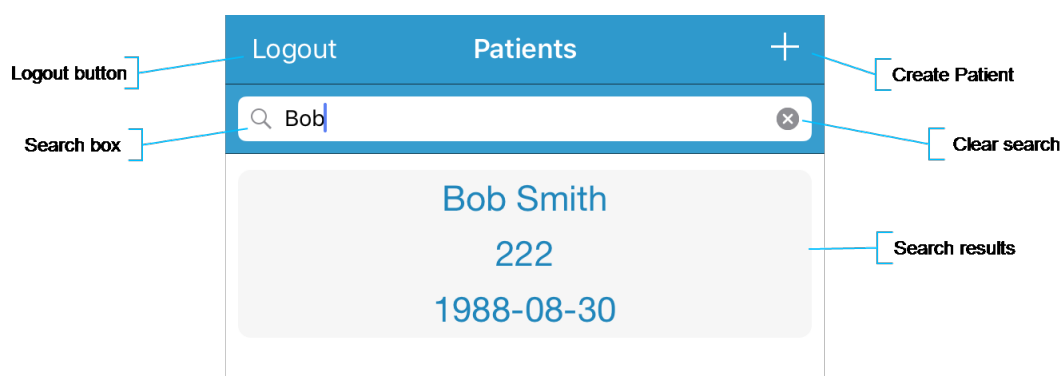 Logout Patients
Logout button
Create Patient
Bob
Search box
Clear search
Bob Smith
222
Search results
1988-08-30